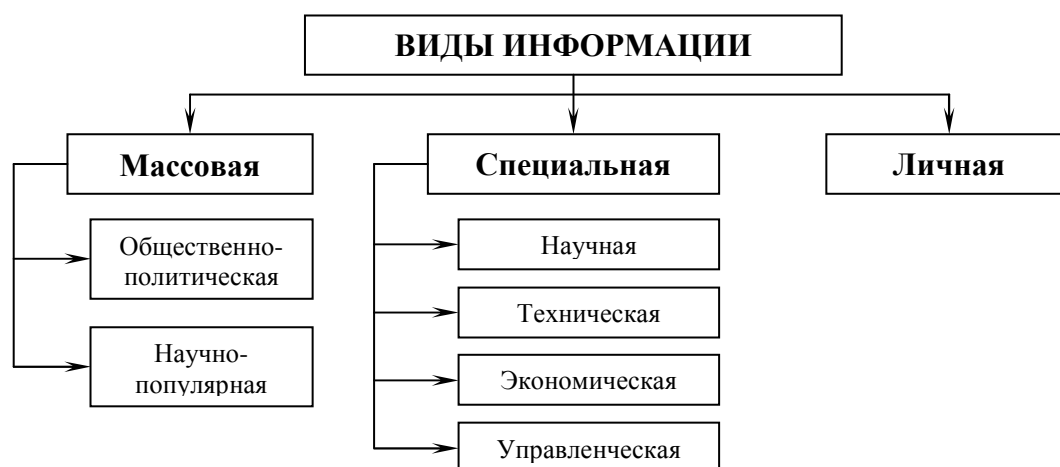 ВИДЫ ИНФОРМАЦИИ
Массовая
Специальная
Личная
Общественно-
политическая
Научно-
популярная
Научная
Техническая
Экономическая
Управленческая